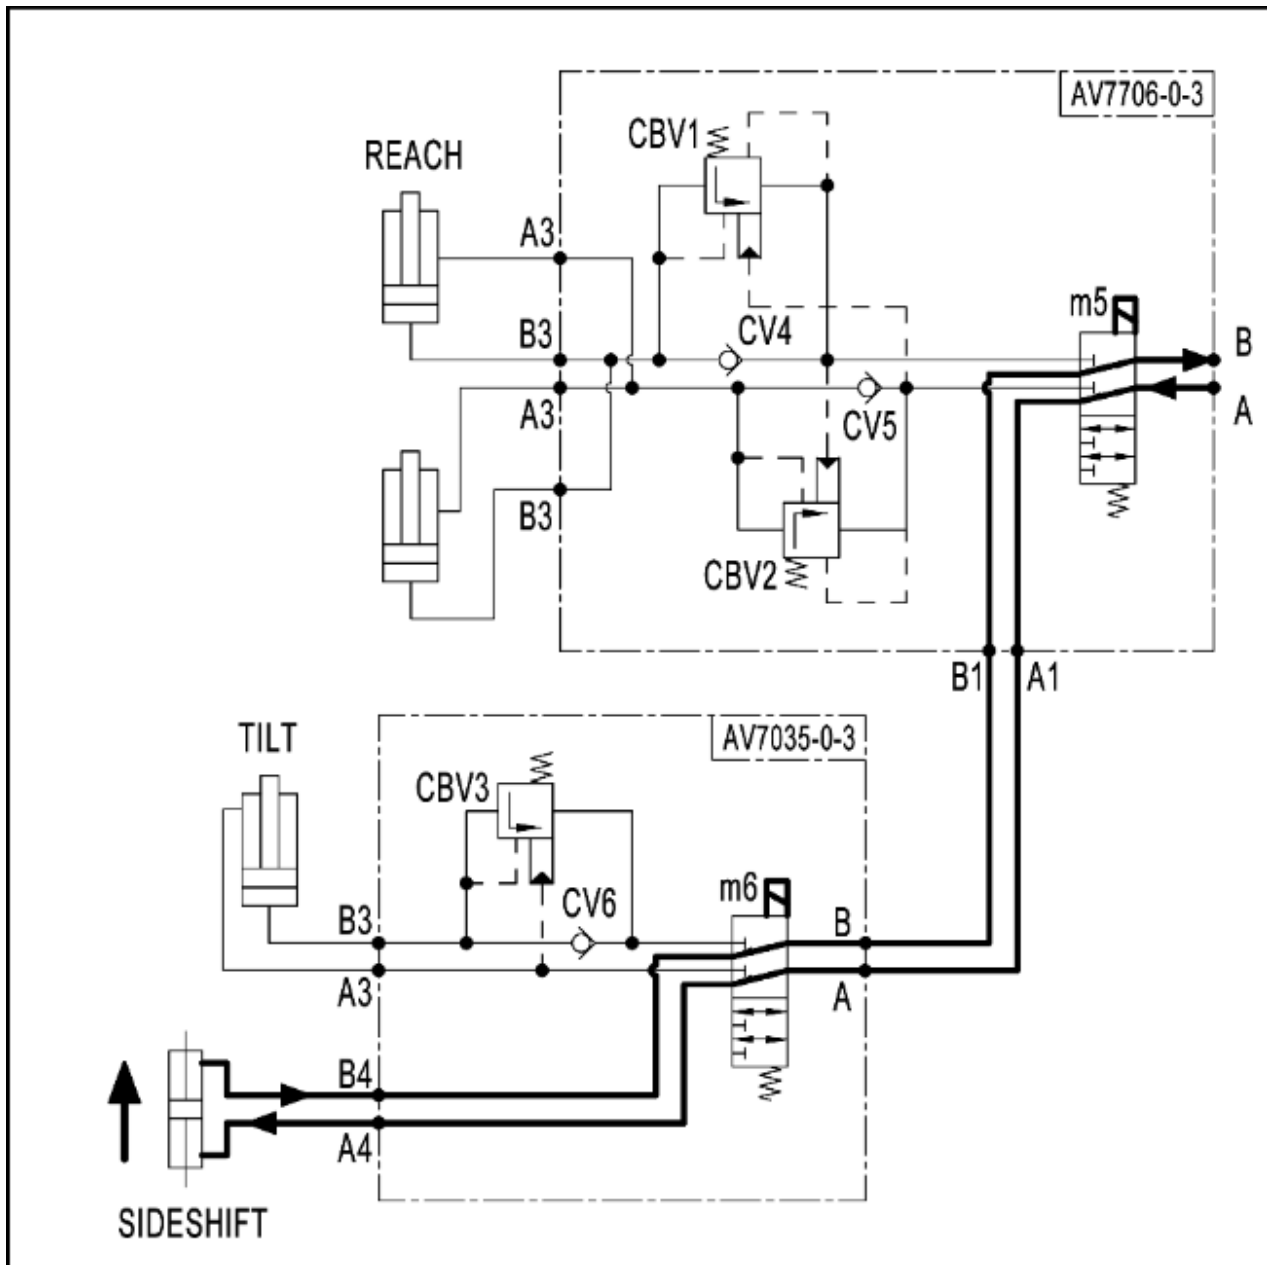 AV7706-0-3
CBV1
REACH
A3
m5
B3
CV4
B
A3
CV5
A
B3
CBV2
B1
A1
TILT
AV7035-0-3
CBV3
m6
B3
CV6
B
A3
A
B4
A4
SIDESHIFT